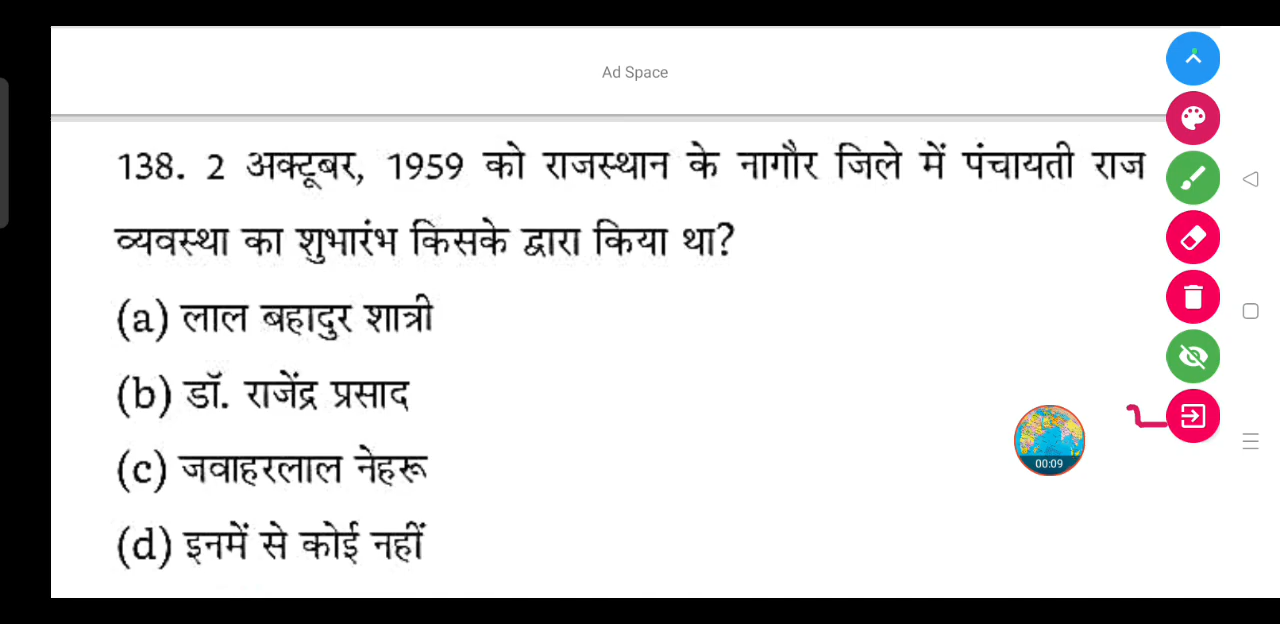 Ad Space
138. 2 अक्टूबर, 1959 को राजस्थान के नागौर जिले में पंचायती राज
व्यवस्था का शुभारंभ किसके द्वारा किया था?
(a) लाल बहादुर शात्री
(b) डॉ. राजेंद्र प्रसाद
(c) जवाहरलाल नेहरू
(d) इनमें से कोई नहीं
00:09